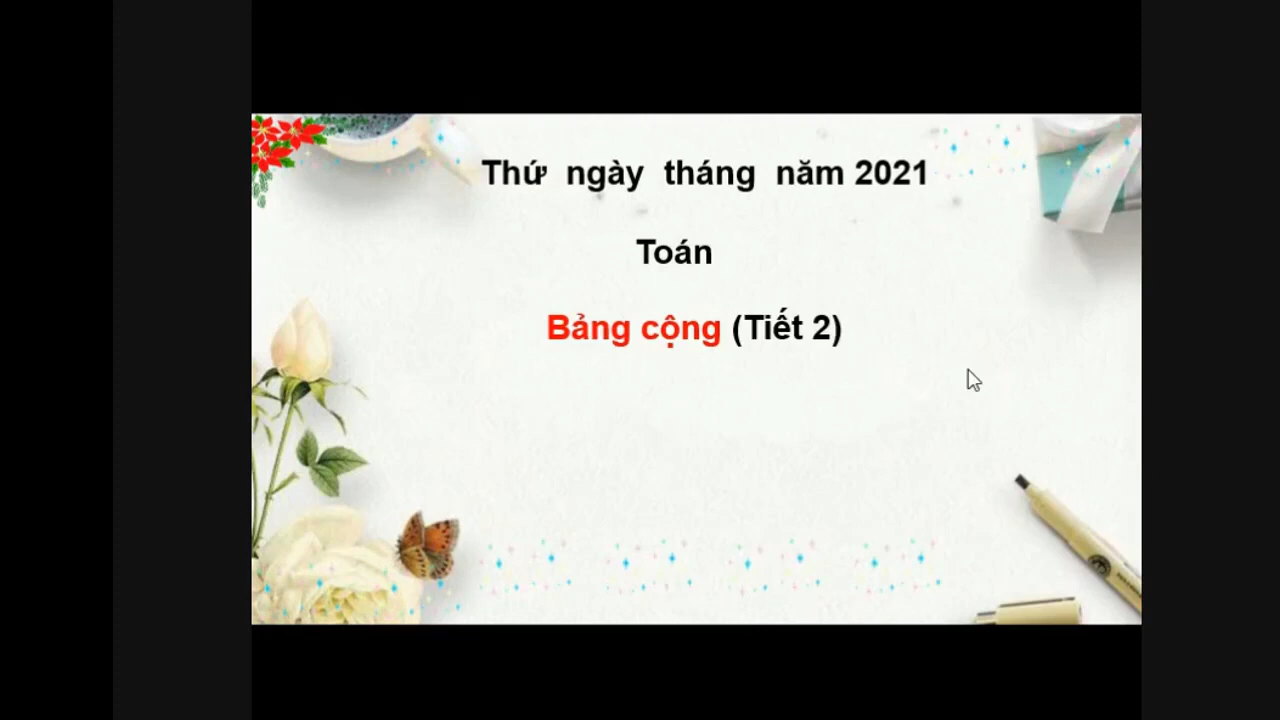 Thứ ngày tháng năm 2021
Toán
Bảng cộng (Tiết 2)